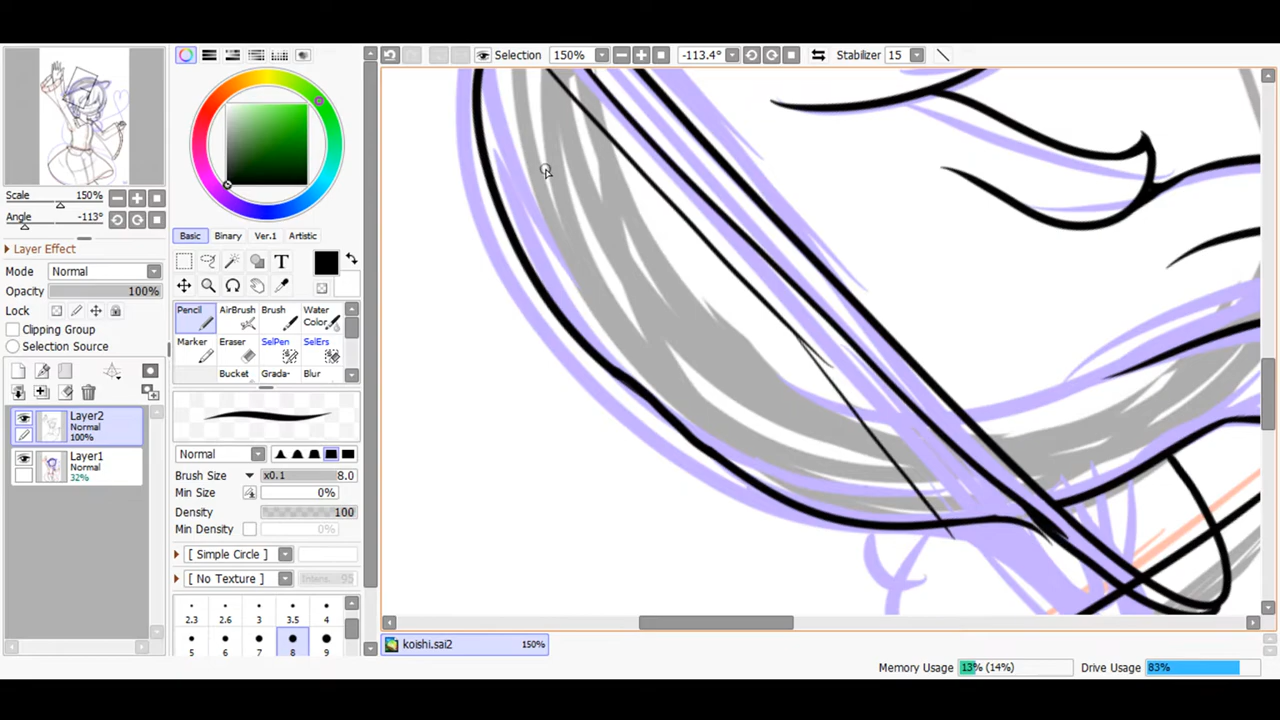 Selection 150% -113.4° Stabilizer 15
Scale 150%
Angle -113°
Layer Effect
Mode Normal
Opacity 100%
Lock
Clipping Group
Selection Source
Layer2
Normal
100%
Layer1
Normal
32%
Basic Binary Ver.1 Artistic
T
Pencil AirBrush Brush Water Color
Marker Eraser SelPen SelErs
Bucket Grada- Blur
Normal
Brush Size x0.1 8.0
Min Size 0%
Density 100
Min Density 0%
[ Simple Circle ]
[ No Texture ] Intens. 95
2.3 2.6 3 3.5 4
5 6 7 8 9
koishi.sai2 150%
Memory Usage 13% (14%) Drive Usage 83%